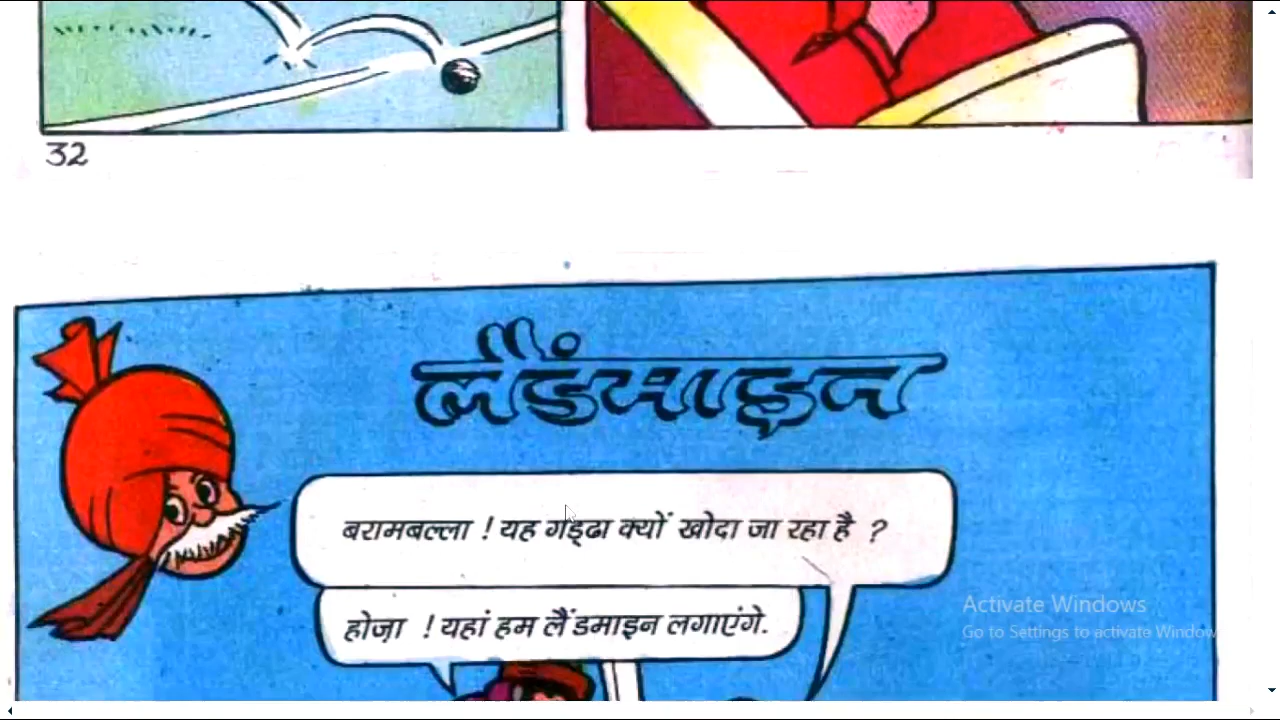 32
लैंडमाइन
बरामबल्ला ! यह गड्ढा क्यों खोदा जा रहा है ?
होज़ा ! यहां हम लैंडमाइन लगाएंगे.
Activate Windows
Go to Settings to activate Window